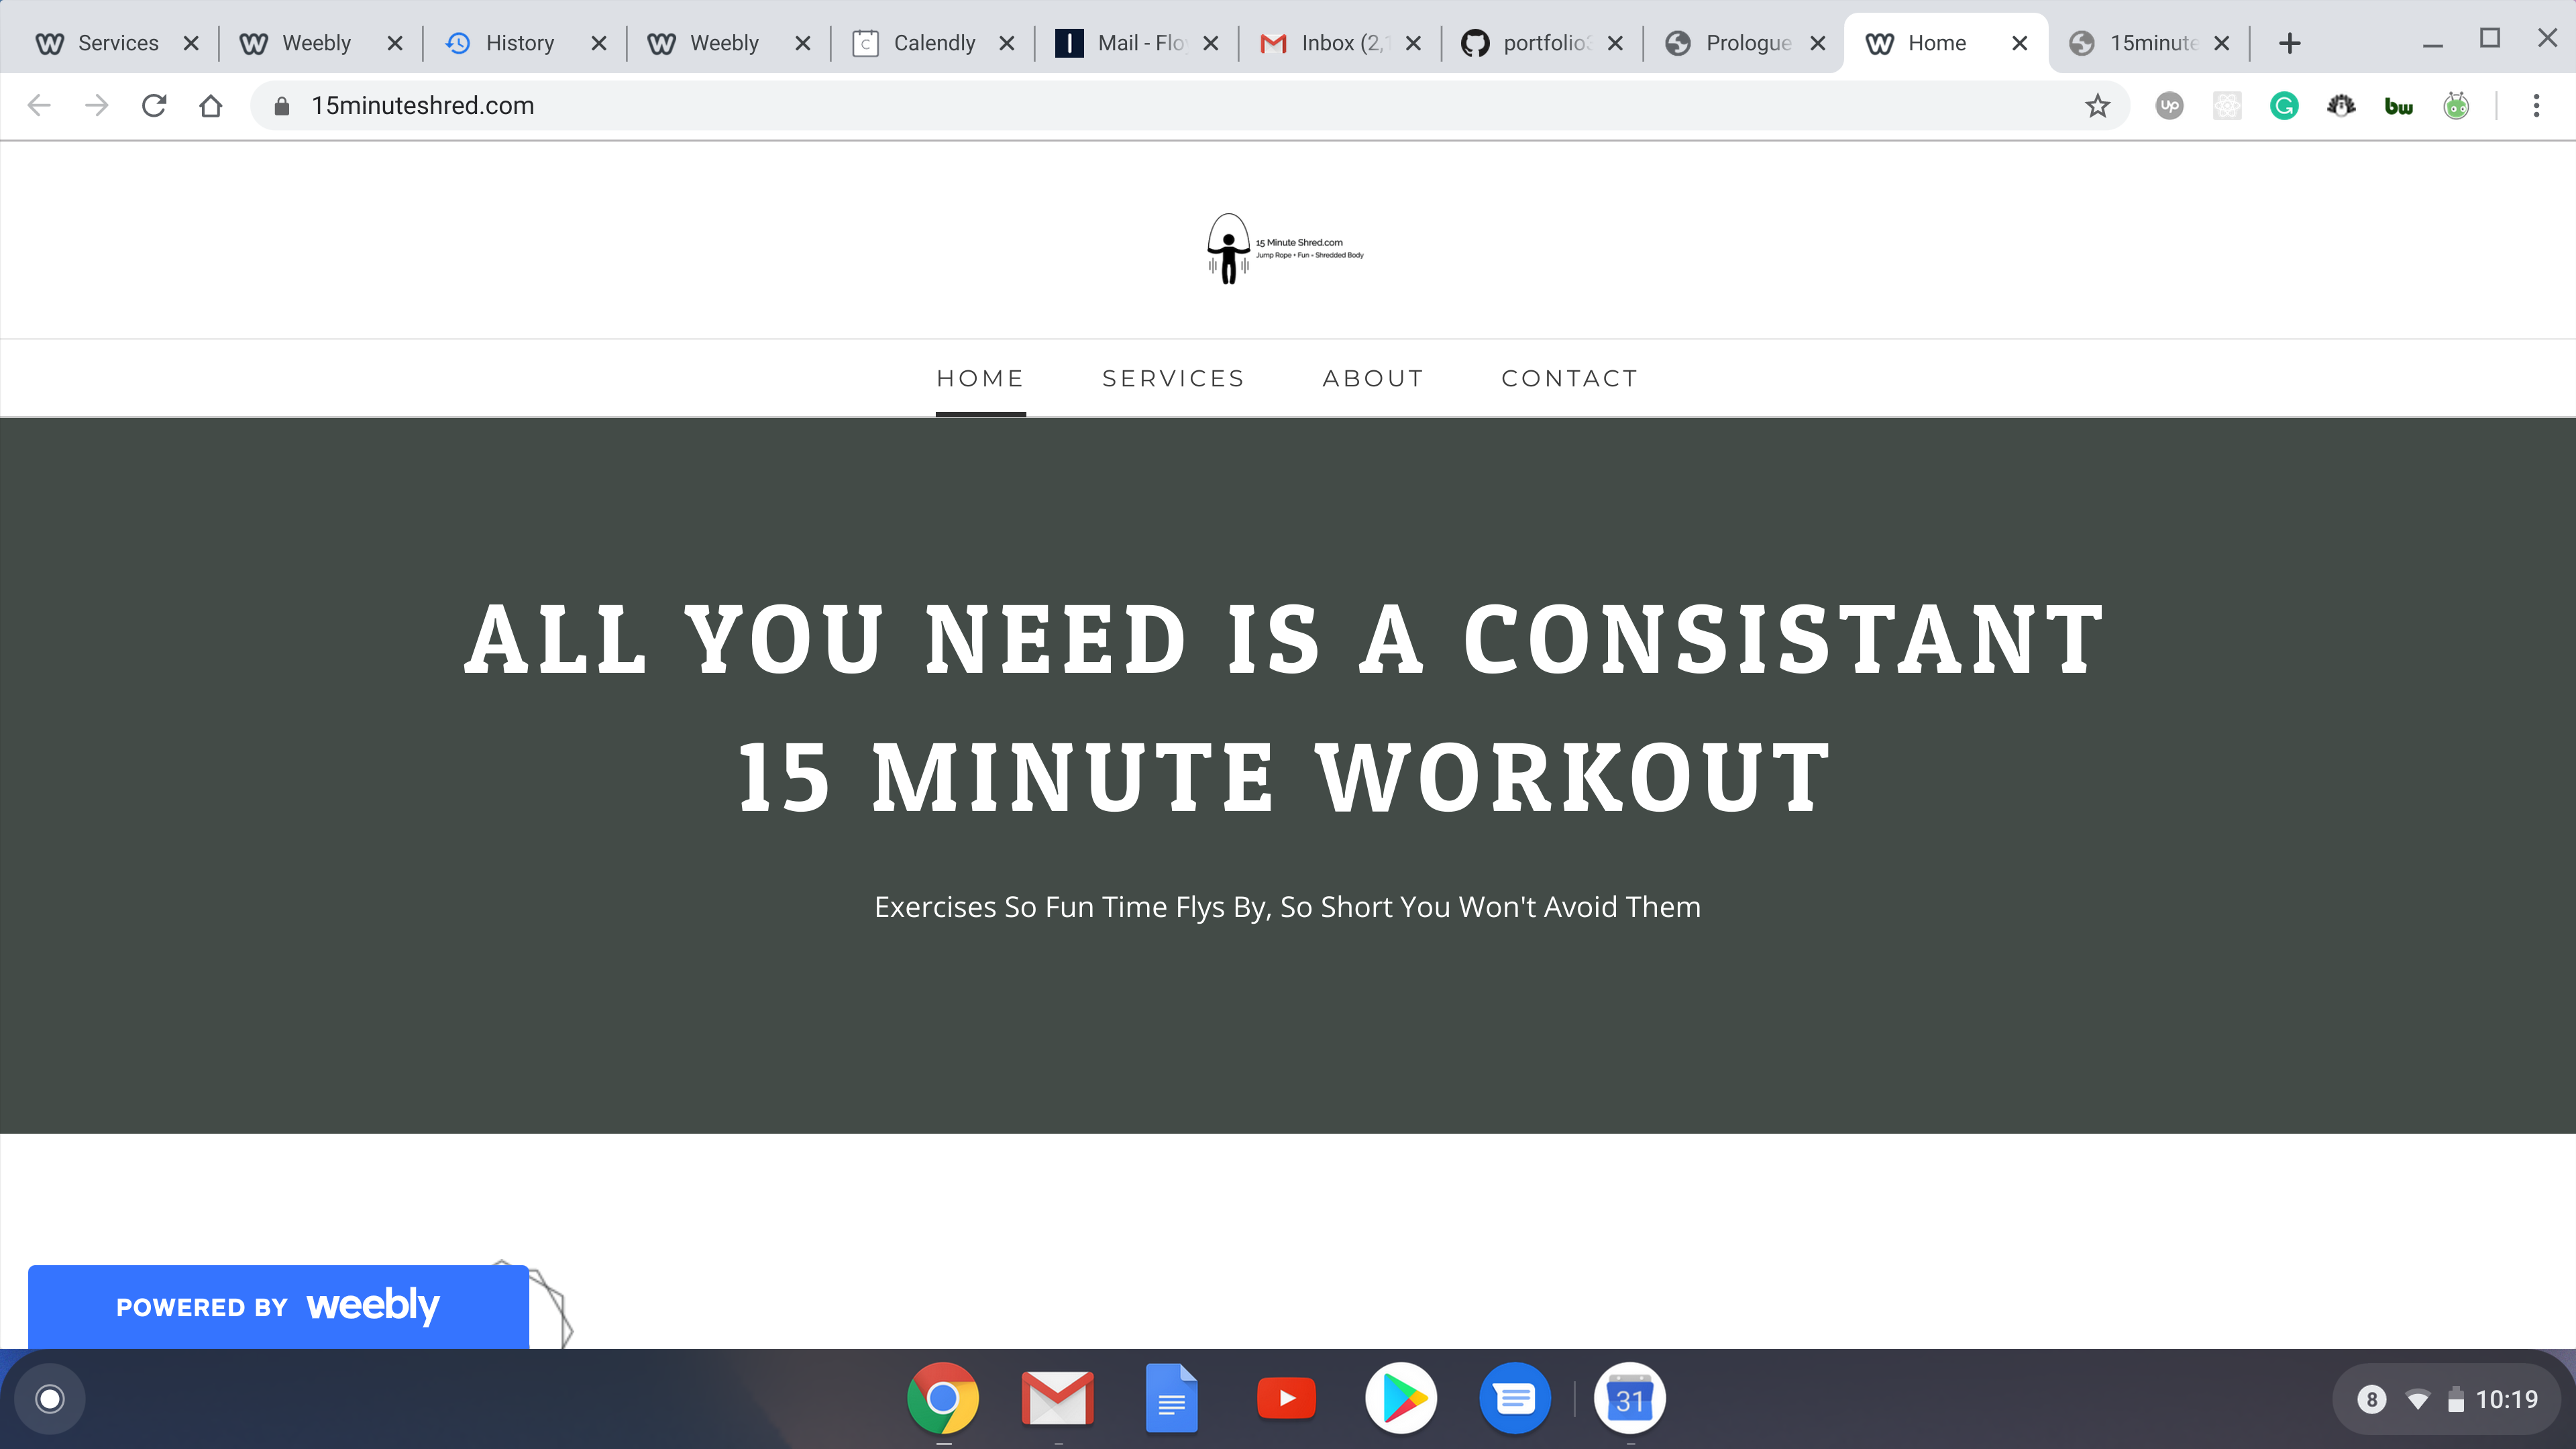 Services
Weebly
History
Weebly
Calendly
Mail - Flo
Inbox (2,
portfolio
Prologue
Home
15minute
15minuteshred.com
Up
G
bw
15 Minute Shred.com
Jump Rope + Fun = Shredded Body
HOME
SERVICES
ABOUT
CONTACT
ALL YOU NEED IS A CONSISTANT
15 MINUTE WORKOUT
Exercises So Fun Time Flys By, So Short You Won't Avoid Them
POWERED BY weebly
31
8
10:19